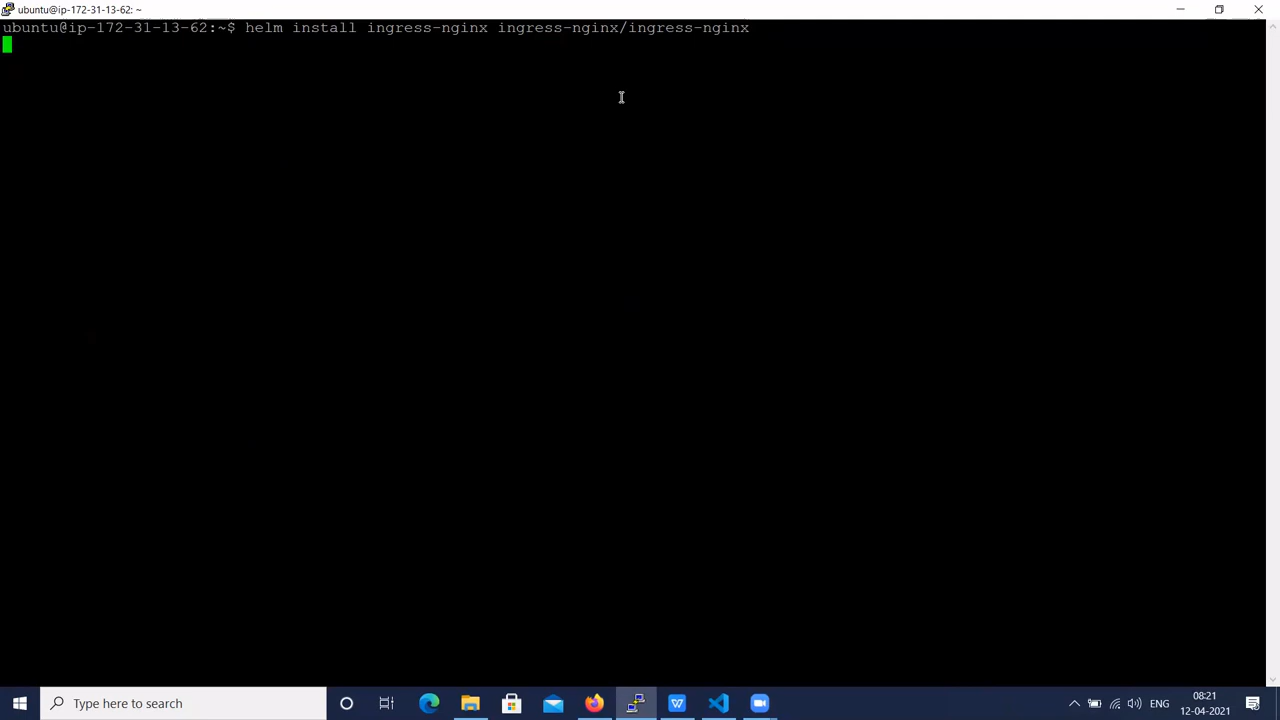 ubuntu@ip-172-31-13-62: ~
ubuntu@ip-172-31-13-62:~$ helm install ingress-nginx ingress-nginx/ingress-nginx
Type here to search
W
ENG
08:21
12-04-2021